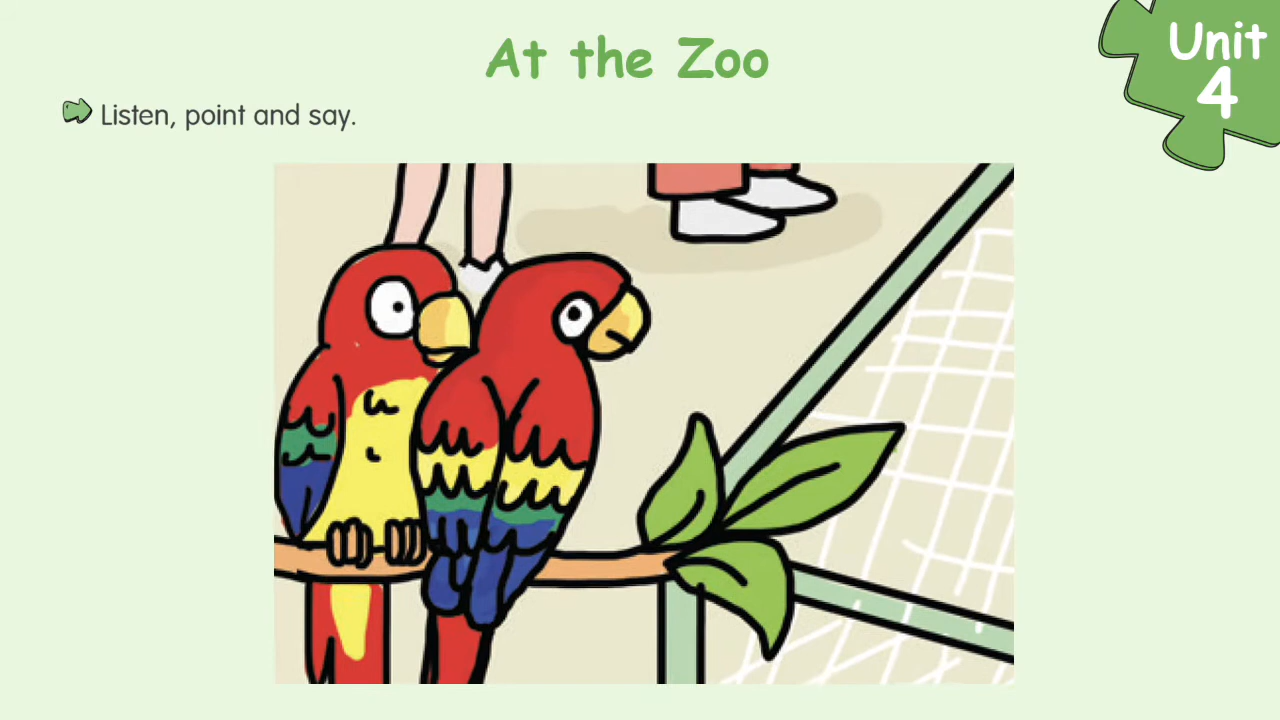 At the Zoo
Unit
4
Listen, point and say.